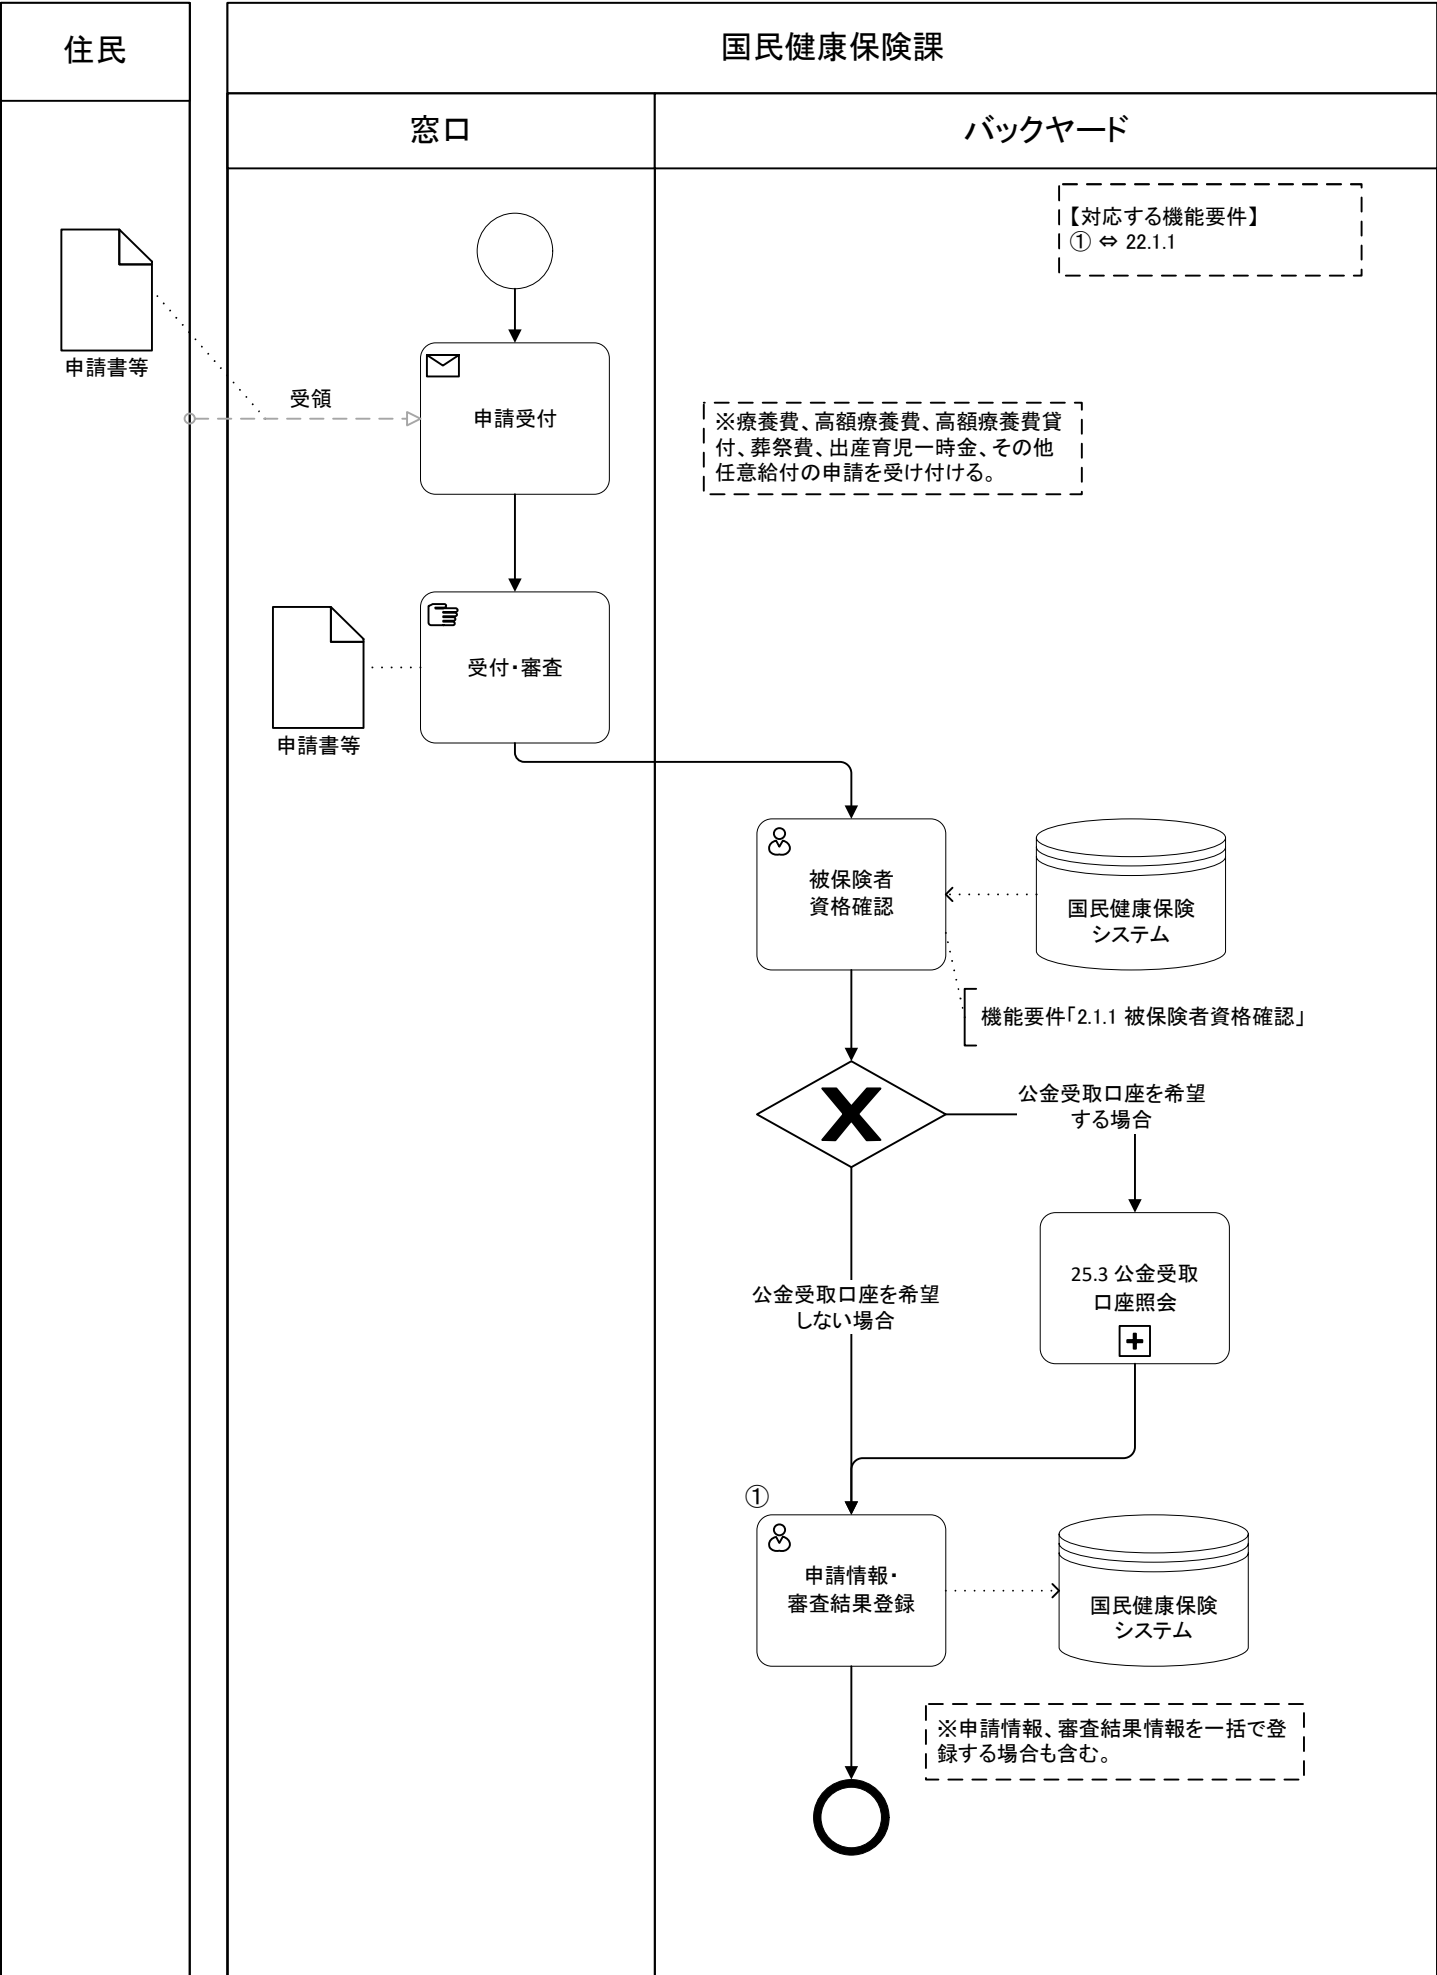 住民
国民健康保険課
窓口
バックヤード
【対応する機能要件】
① ⇔ 22.1.1
申請書等
受領
申請受付
※療養費、高額療養費、高額療養費貸
付、葬祭費、出産育児一時金、その他
任意給付の申請を受け付ける。
申請書等
受付・審査
被保険者
資格確認
国民健康保険
システム
機能要件「2.1.1 被保険者資格確認」
公金受取口座を希望
する場合
25.3 公金受取
口座照会
公金受取口座を希望
しない場合
①
申請情報・
審査結果登録
国民健康保険
システム
※申請情報、審査結果情報を一括で登
録する場合も含む。